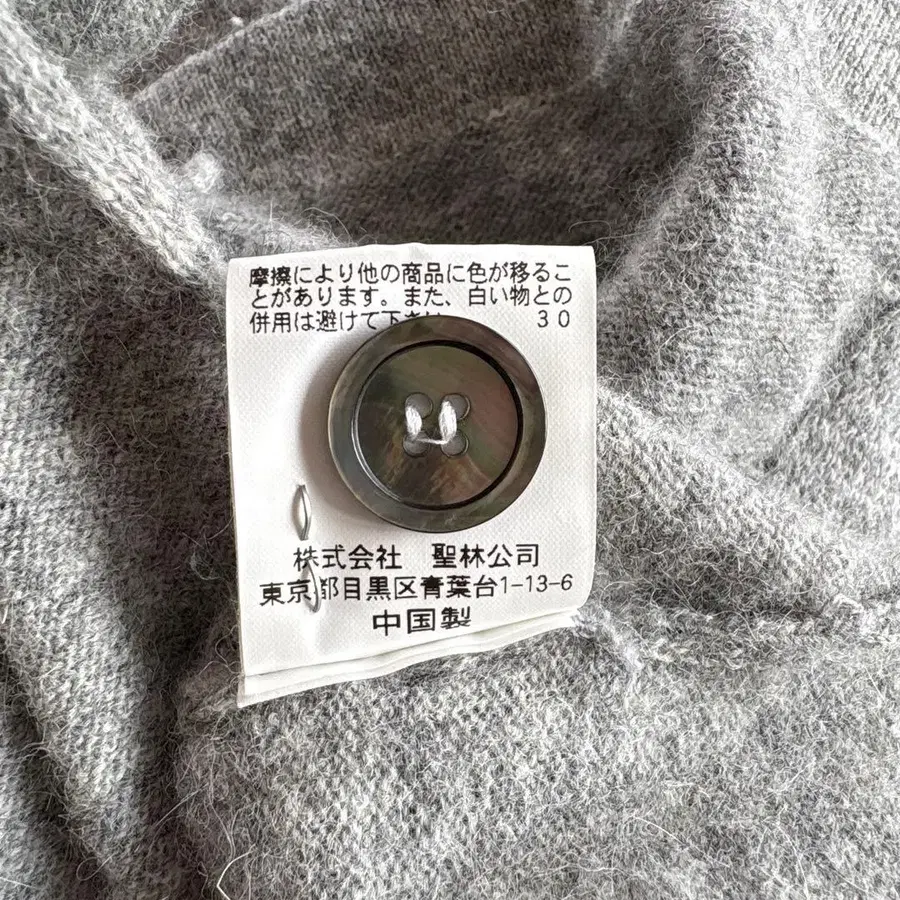 摩擦により他の商品に色が移るこ
とがあります。また、白い物との
併用は避けて下さい 30
株式会社 聖林公司
東京都目黒区青葉台1-13-6
中国製